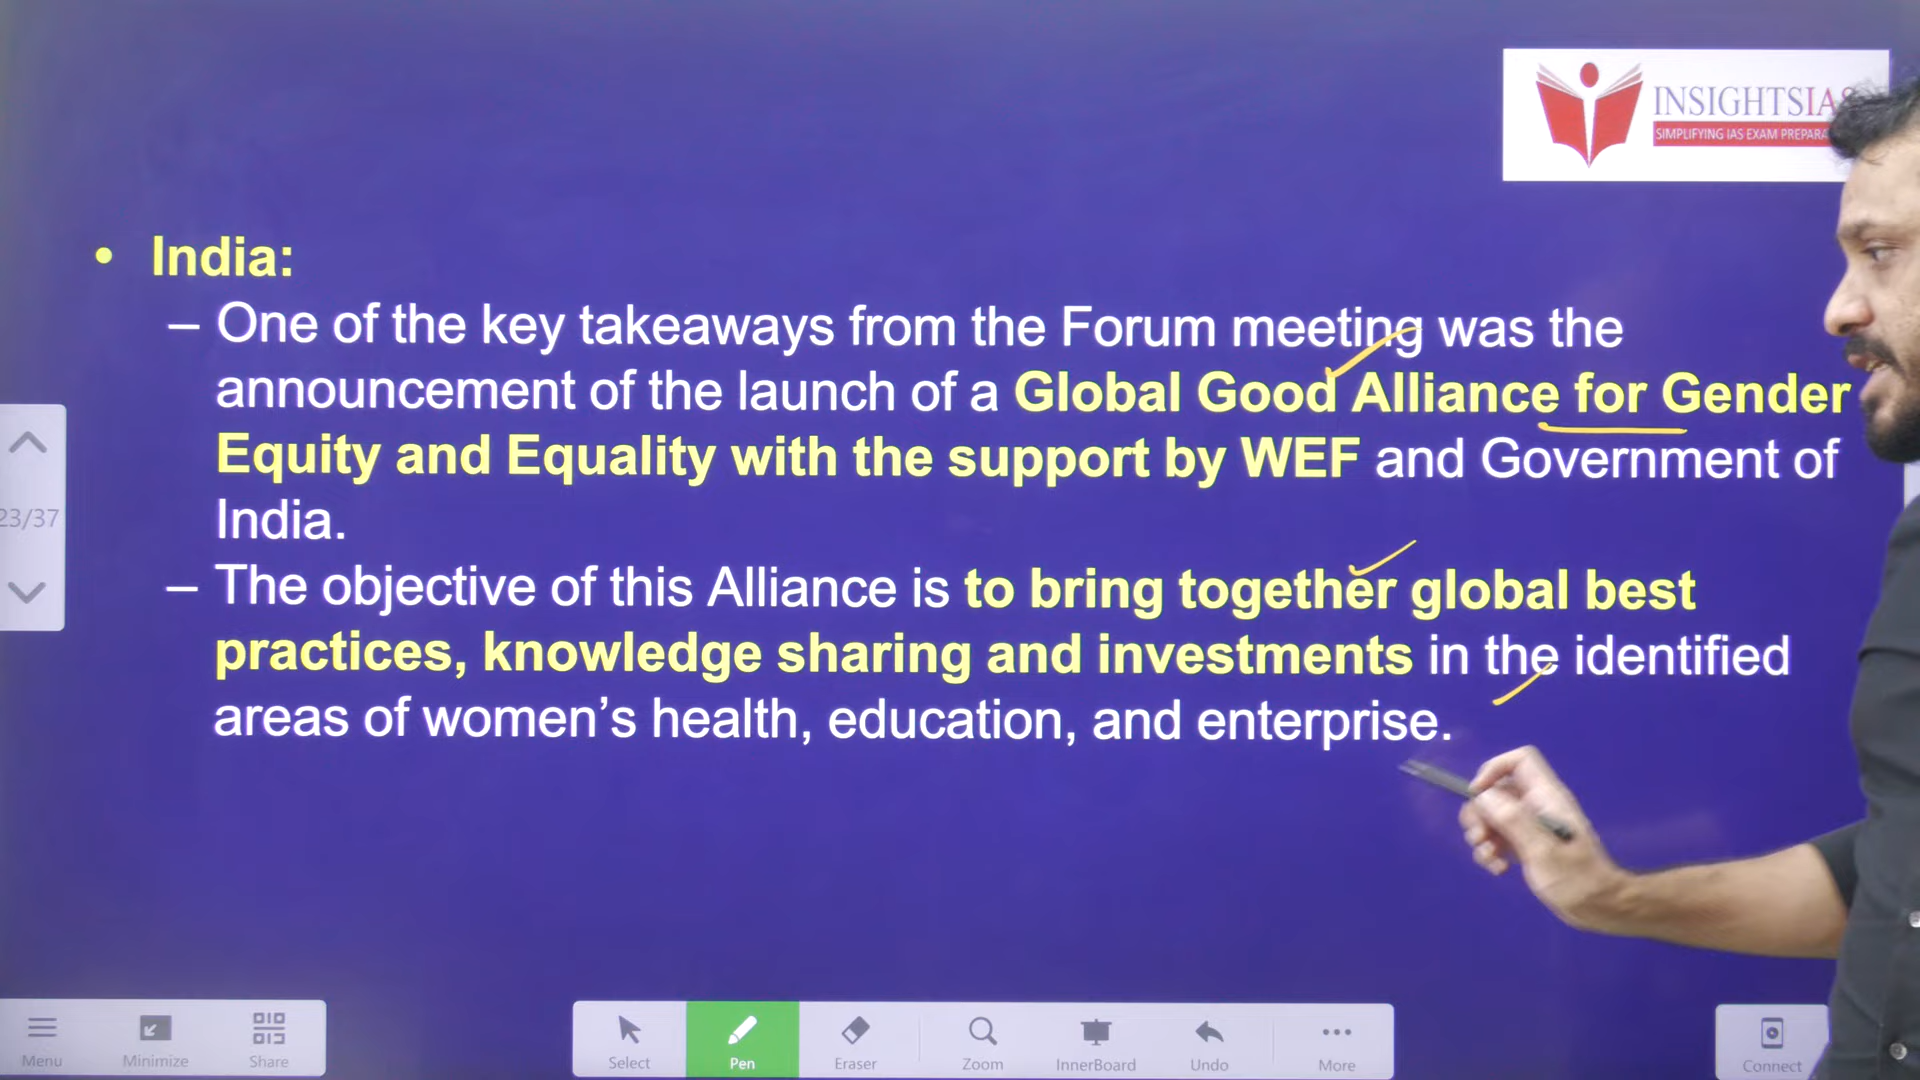 INSIGHTSIAS
SIMPLIFYING IAS EXAM
• India:
– One of the key takeaways from the Forum meeting was the
announcement of the launch of a Global Good Alliance for Gender
Equity and Equality with the support by WEF and Government of
India.
– The objective of this Alliance is to bring together global best
practices, knowledge sharing and investments in the identified
areas of women’s health, education, and enterprise.
23/37
Menu
Minimize
Share
Select
Pen
Eraser
Zoom
InnerBoard
Undo
More
Connect